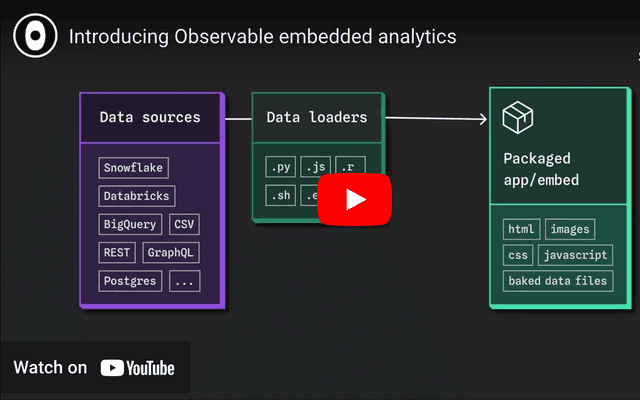 Introducing Observable embedded analytics
Data sources
Snowflake
Databricks
BigQuery CSV
REST GraphQL
Postgres ...
Data loaders
.py .js .r
.sh
Packaged
app/embed
html images
css javascript
baked data files
Watch on YouTube